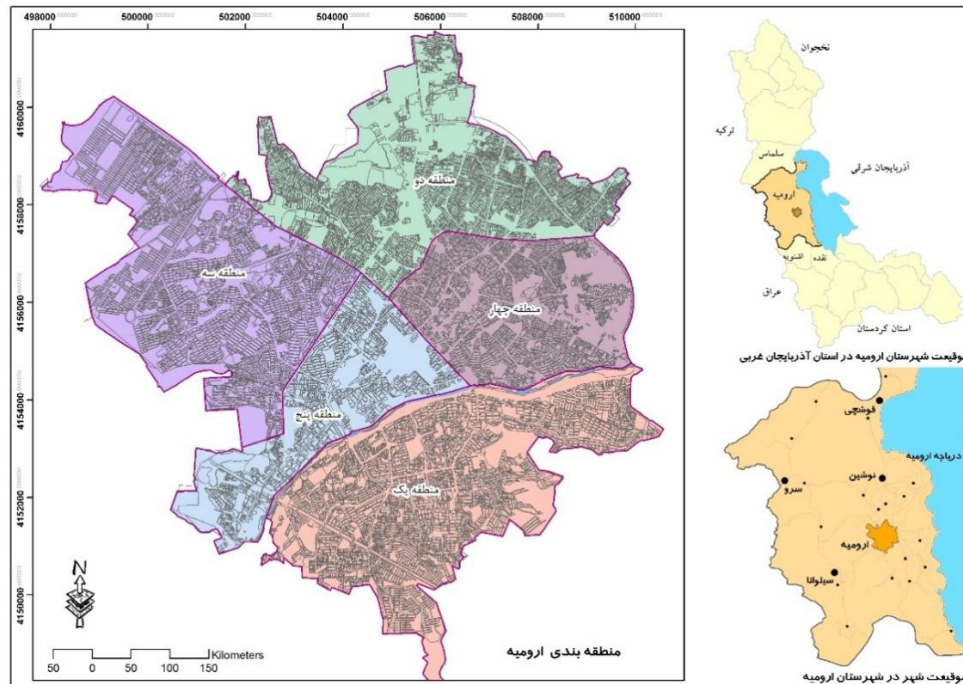 498000 500000 502000 504000 506000 508000 510000
4160000
4158000
4156000
4154000
4152000
4150000
منطقه دو
منطقه سه
منطقه چهار
منطقه پنج
منطقه یک
N
50 0 50 100 150
Kilometers
منطقه بندی ارومیه
نخجوان
ترکیه
سلماس
آذربایجان شرقی
ارومیه
اشنویه
نقده
عراق
استان کردستان
موقیعت شهرستان ارومیه در استان آذربایجان غربی
قوشچی
دریاچه ارومیه
نوشین
سرو
ارومیه
سیلوانا
موقیعت شهر در شهرستان ارومیه